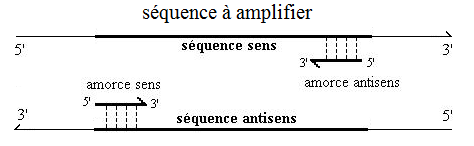 séquence à amplifier
5' séquence sens 3'
3' 5'
amorce sens amorce antisens
5' 3'
3' séquence antisens 5'